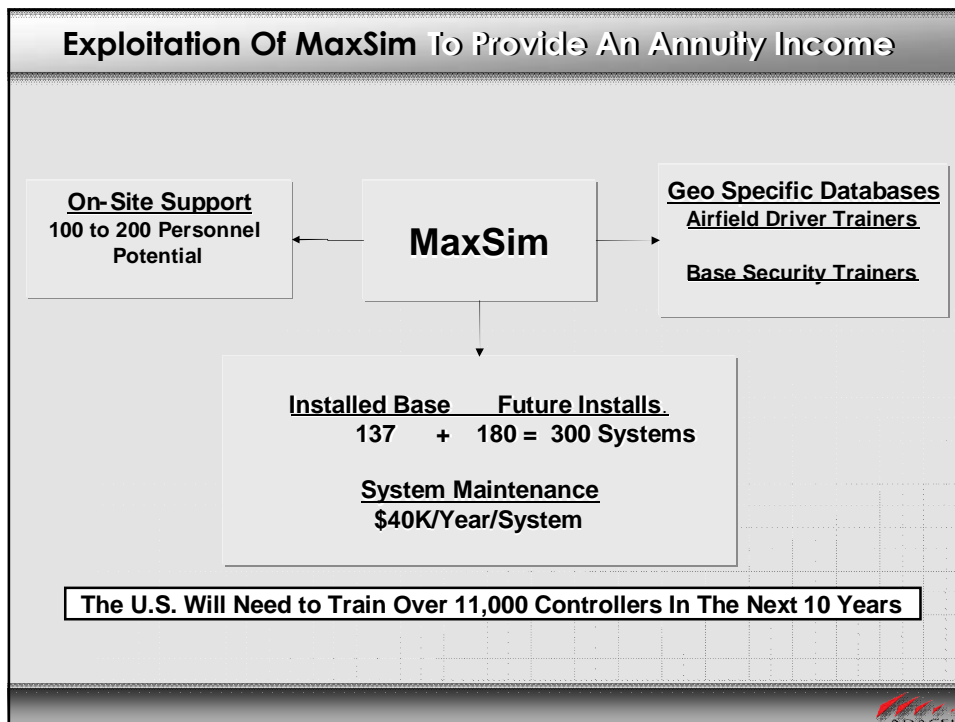 Exploitation Of MaxSim To Provide An Annuity Income
On-Site Support
100 to 200 Personnel
Potential
MaxSim
Geo Specific Databases
Airfield Driver Trainers
Base Security Trainers
Installed Base Future Installs.
137 + 180 = 300 Systems
System Maintenance
$40K/Year/System
The U.S. Will Need to Train Over 11,000 Controllers In The Next 10 Years